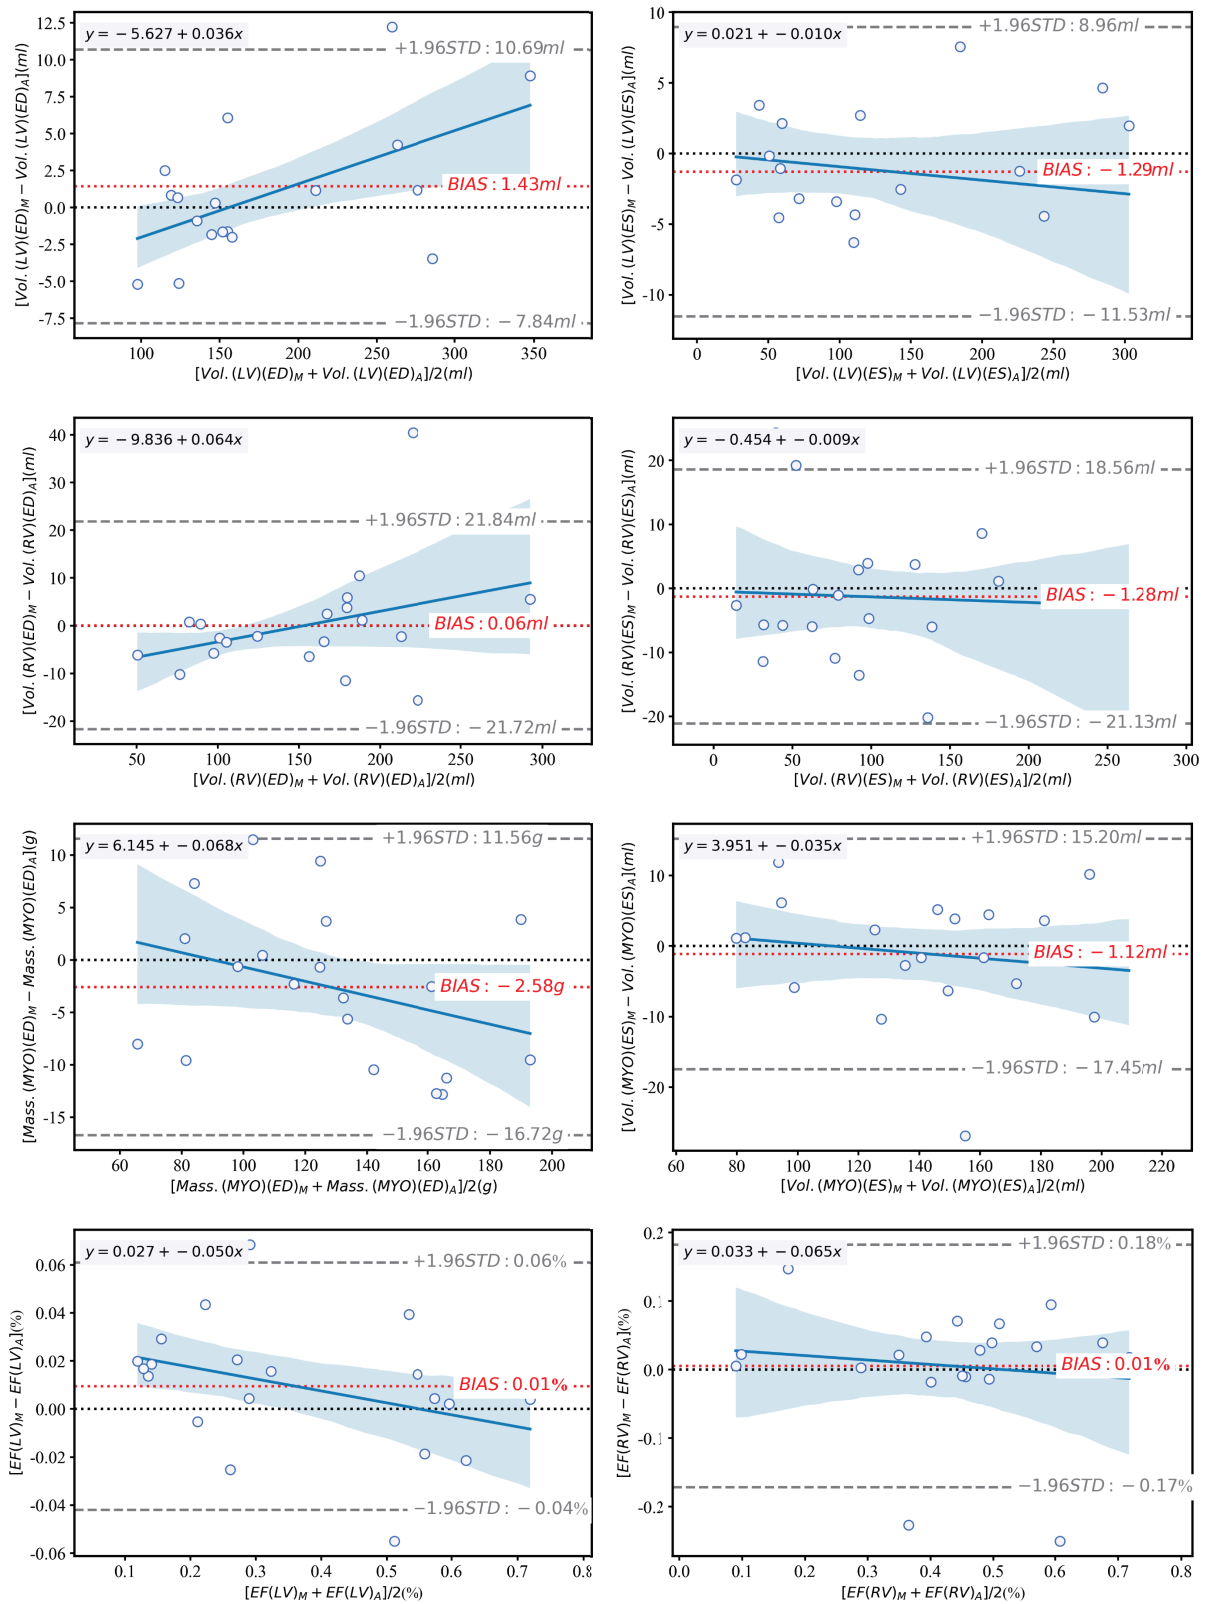 y = − 5.627 + 0.036x
+1.96STD: 10.69ml
BIAS: 1.43ml
−1.96STD: − 7.84ml
12.5
10.0
7.5
5.0
2.5
0.0
-2.5
-5.0
-7.5
100 150 200 250 300 350
[Vol. (LV)(ED)M − Vol. (LV)(ED)A](ml)
[Vol. (LV)(ED)M + Vol. (LV)(ED)A]/2(ml)
y = 0.021 + −0.010x
+1.96STD: 8.96ml
BIAS: − 1.29ml
−1.96STD: − 11.53ml
10
5
0
-5
-10
0 50 100 150 200 250 300
[Vol. (LV)(ES)M − Vol. (LV)(ES)A](ml)
[Vol. (LV)(ES)M + Vol. (LV)(ES)A]/2(ml)
y = − 9.836 + 0.064x
+1.96STD: 21.84ml
BIAS: 0.06ml
−1.96STD: − 21.72ml
40
30
20
10
0
-10
-20
50 100 150 200 250 300
[Vol. (RV)(ED)M − Vol. (RV)(ED)A](ml)
[Vol. (RV)(ED)M + Vol. (RV)(ED)A]/2(ml)
y = − 0.454 + −0.009x
+1.96STD: 18.56ml
BIAS: − 1.28ml
−1.96STD: − 21.13ml
20
10
0
-10
-20
0 50 100 150 200 250 300
[Vol. (RV)(ES)M − Vol. (RV)(ES)A](ml)
[Vol. (RV)(ES)M + Vol. (RV)(ES)A]/2(ml)
y = 6.145 + −0.068x
+1.96STD: 11.56g
BIAS: − 2.58g
−1.96STD: − 16.72g
10
5
0
-5
-10
-15
60 80 100 120 140 160 180 200
[Mass. (MYO)(ED)M − Mass. (MYO)(ED)A](g)
[Mass. (MYO)(ED)M + Mass. (MYO)(ED)A]/2(g)
y = 3.951 + −0.035x
+1.96STD: 15.20ml
BIAS: − 1.12ml
−1.96STD: − 17.45ml
10
0
-10
-20
60 80 100 120 140 160 180 200 220
[Vol. (MYO)(ES)M − Vol. (MYO)(ES)A](ml)
[Vol. (MYO)(ES)M + Vol. (MYO)(ES)A]/2(ml)
y = 0.027 + −0.050x
+1.96STD: 0.06%
BIAS: 0.01%
−1.96STD: − 0.04%
0.06
0.04
0.02
0.00
-0.02
-0.04
-0.06
0.1 0.2 0.3 0.4 0.5 0.6 0.7 0.8
[EF(LV)M − EF(LV)A](%)
[EF(LV)M + EF(LV)A]/2(%)
y = 0.033 + −0.065x
+1.96STD: 0.18%
BIAS: 0.01%
−1.96STD: − 0.17%
0.2
0.1
0.0
-0.1
-0.2
0.0 0.1 0.2 0.3 0.4 0.5 0.6 0.7 0.8
[EF(RV)M − EF(RV)A](%)
[EF(RV)M + EF(RV)A]/2(%)